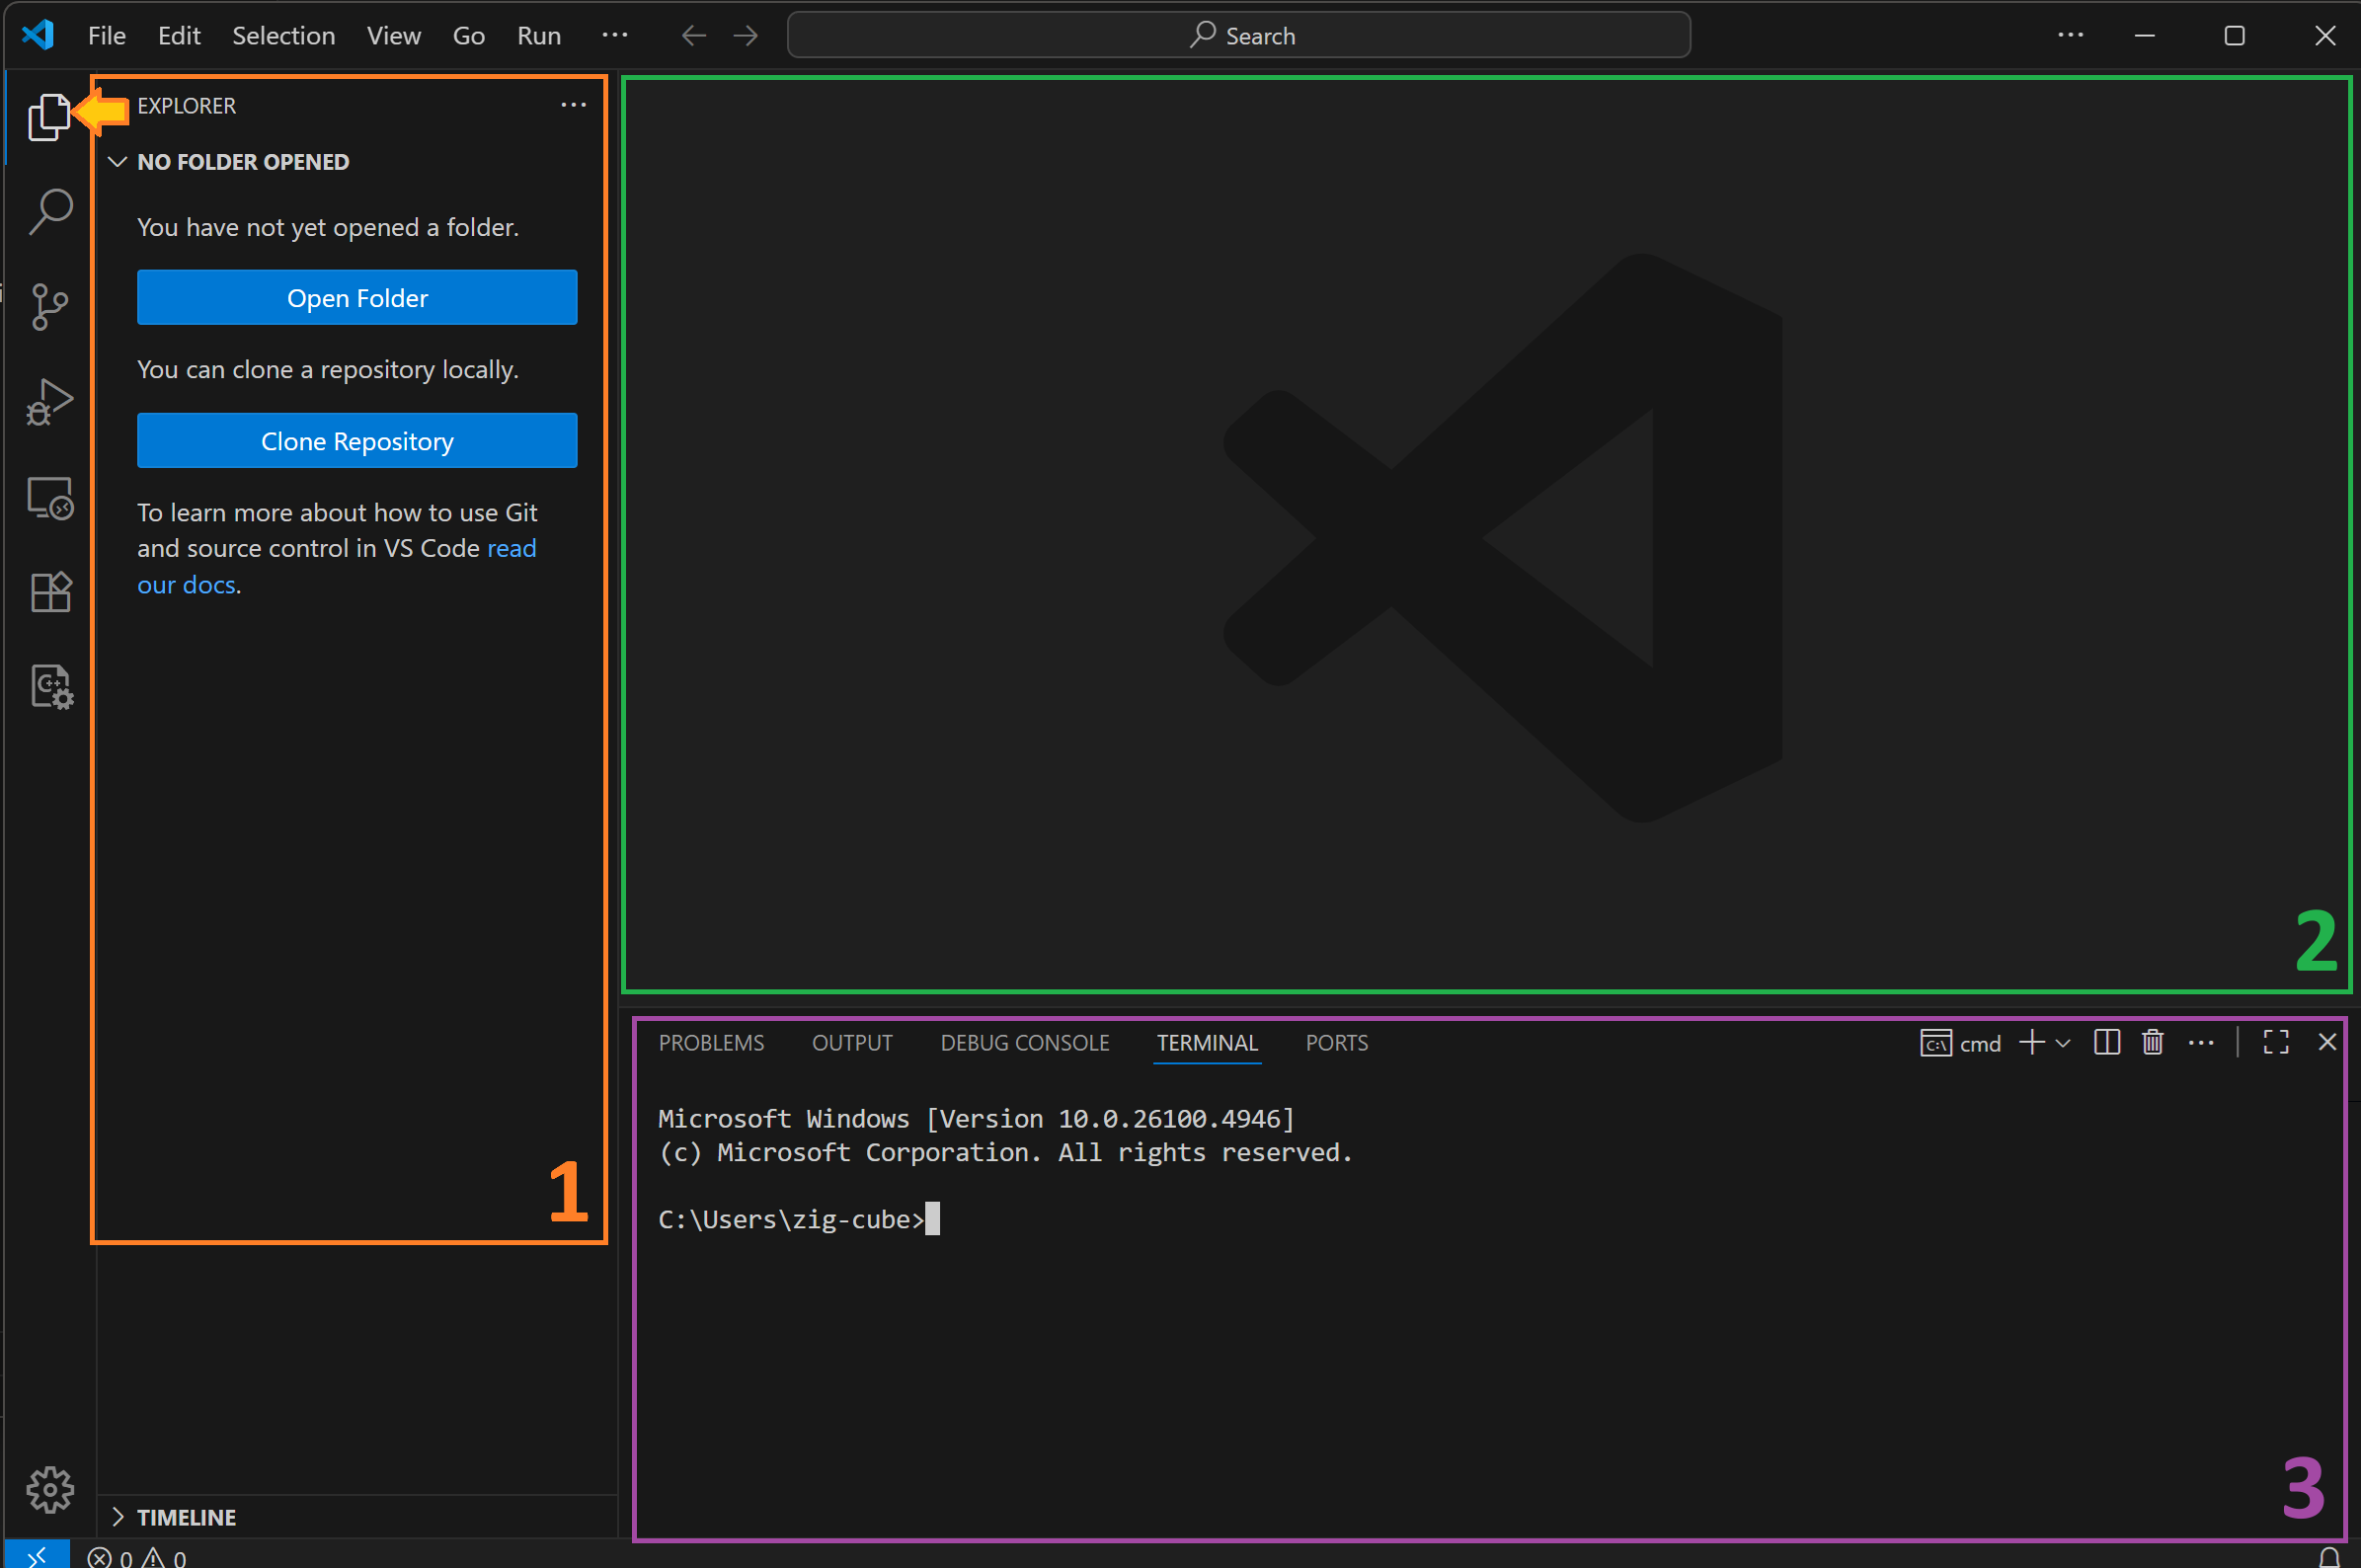 File Edit Selection View Go Run ··· Search
EXPLORER
NO FOLDER OPENED
You have not yet opened a folder.
Open Folder
You can clone a repository locally.
Clone Repository
To learn more about how to use Git
and source control in VS Code read
our docs.
C++
1
TIMELINE
2
PROBLEMS OUTPUT DEBUG CONSOLE TERMINAL PORTS cmd
Microsoft Windows [Version 10.0.26100.4946]
(c) Microsoft Corporation. All rights reserved.
C:\Users\zig-cube>
3
0 0